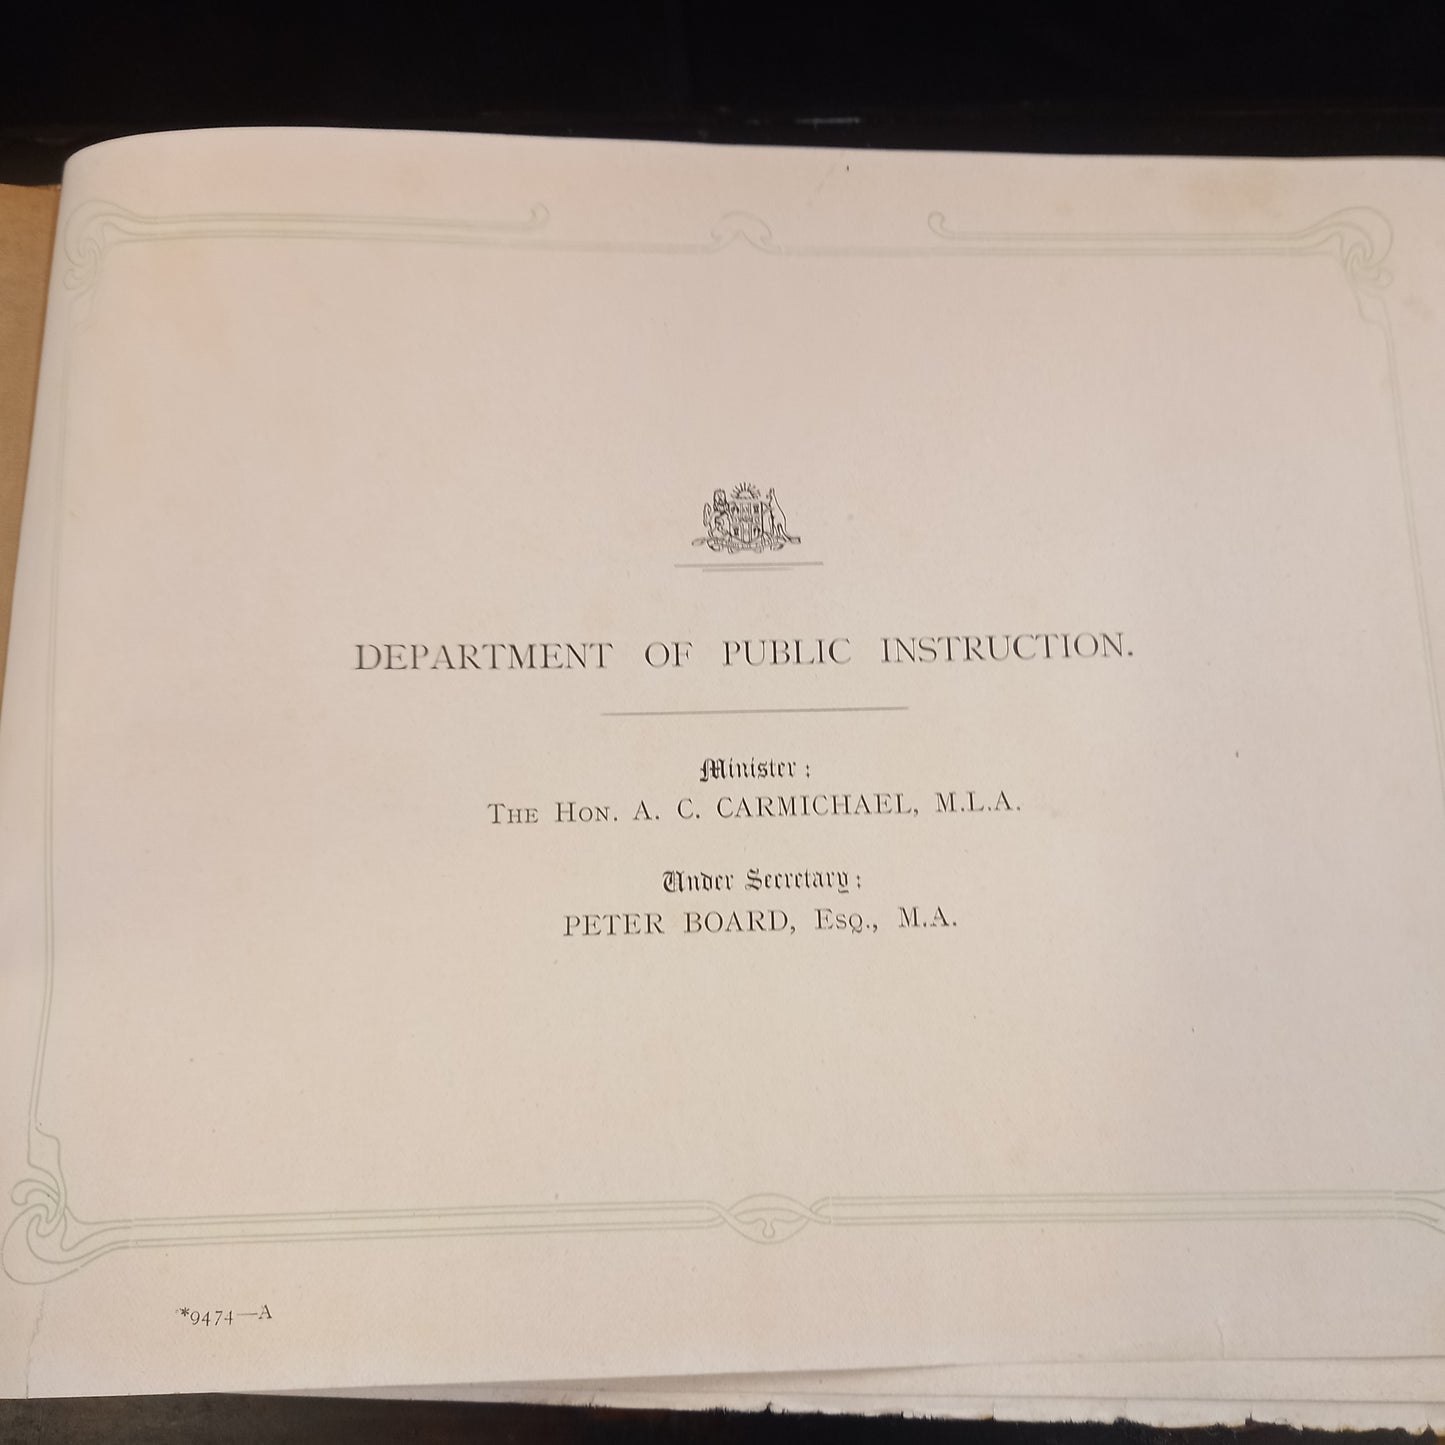 DEPARTMENT OF PUBLIC INSTRUCTION.
Minister:
THE HON. A. C. CARMICHAEL, M.L.A.
Under Secretary:
PETER BOARD, ESQ., M.A.
*9474—A